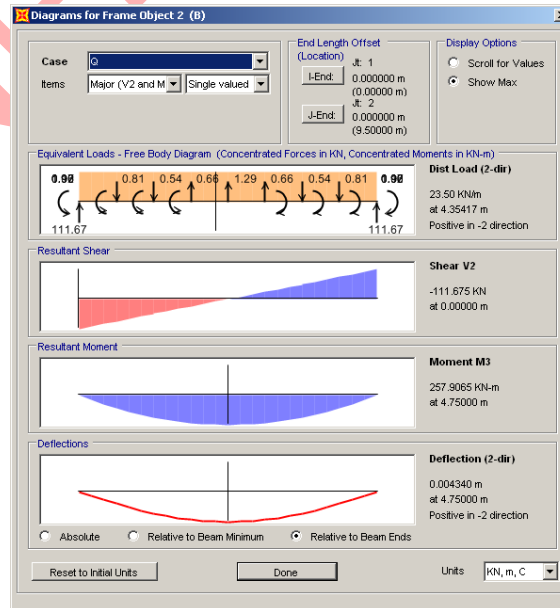 Diagrams for Frame Object 2 (B)
Case
Q
Items
Major (V2 and M
Single valued
End Length Offset
(Location)
I-End:
Jt: 1
0.000000 m
(0.00000 m)
J-End:
Jt: 2
0.000000 m
(9.50000 m)
Display Options
Scroll for Values
Show Max
Equivalent Loads - Free Body Diagram (Concentrated Forces in KN, Concentrated Moments in KN-m)
0.81 0.54 0.66 1.29 0.66 0.54 0.81
111.67
111.67
Dist Load (2-dir)
23.50 KN/m
at 4.35417 m
Positive in -2 direction
Resultant Shear
Shear V2
-111.675 KN
at 0.00000 m
Resultant Moment
Moment M3
257.9065 KN-m
at 4.75000 m
Deflections
Deflection (2-dir)
0.004340 m
at 4.75000 m
Positive in -2 direction
Absolute
Relative to Beam Minimum
Relative to Beam Ends
Reset to Initial Units
Done
Units
KN, m, C